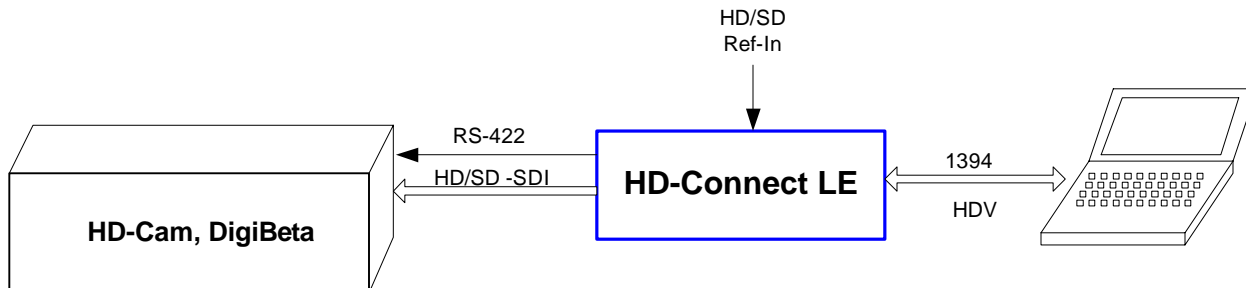 HD/SD
Ref-In
RS-422
HD/SD -SDI
HD-Connect LE
1394
HDV
HD-Cam, DigiBeta